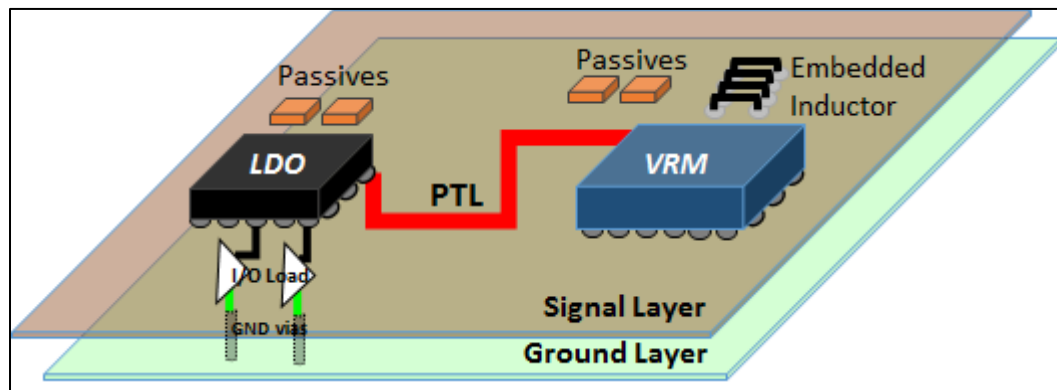 Passives
Passives
Embedded
Inductor
LDO
VRM
PTL
I/O Load
GND vias
Signal Layer
Ground Layer